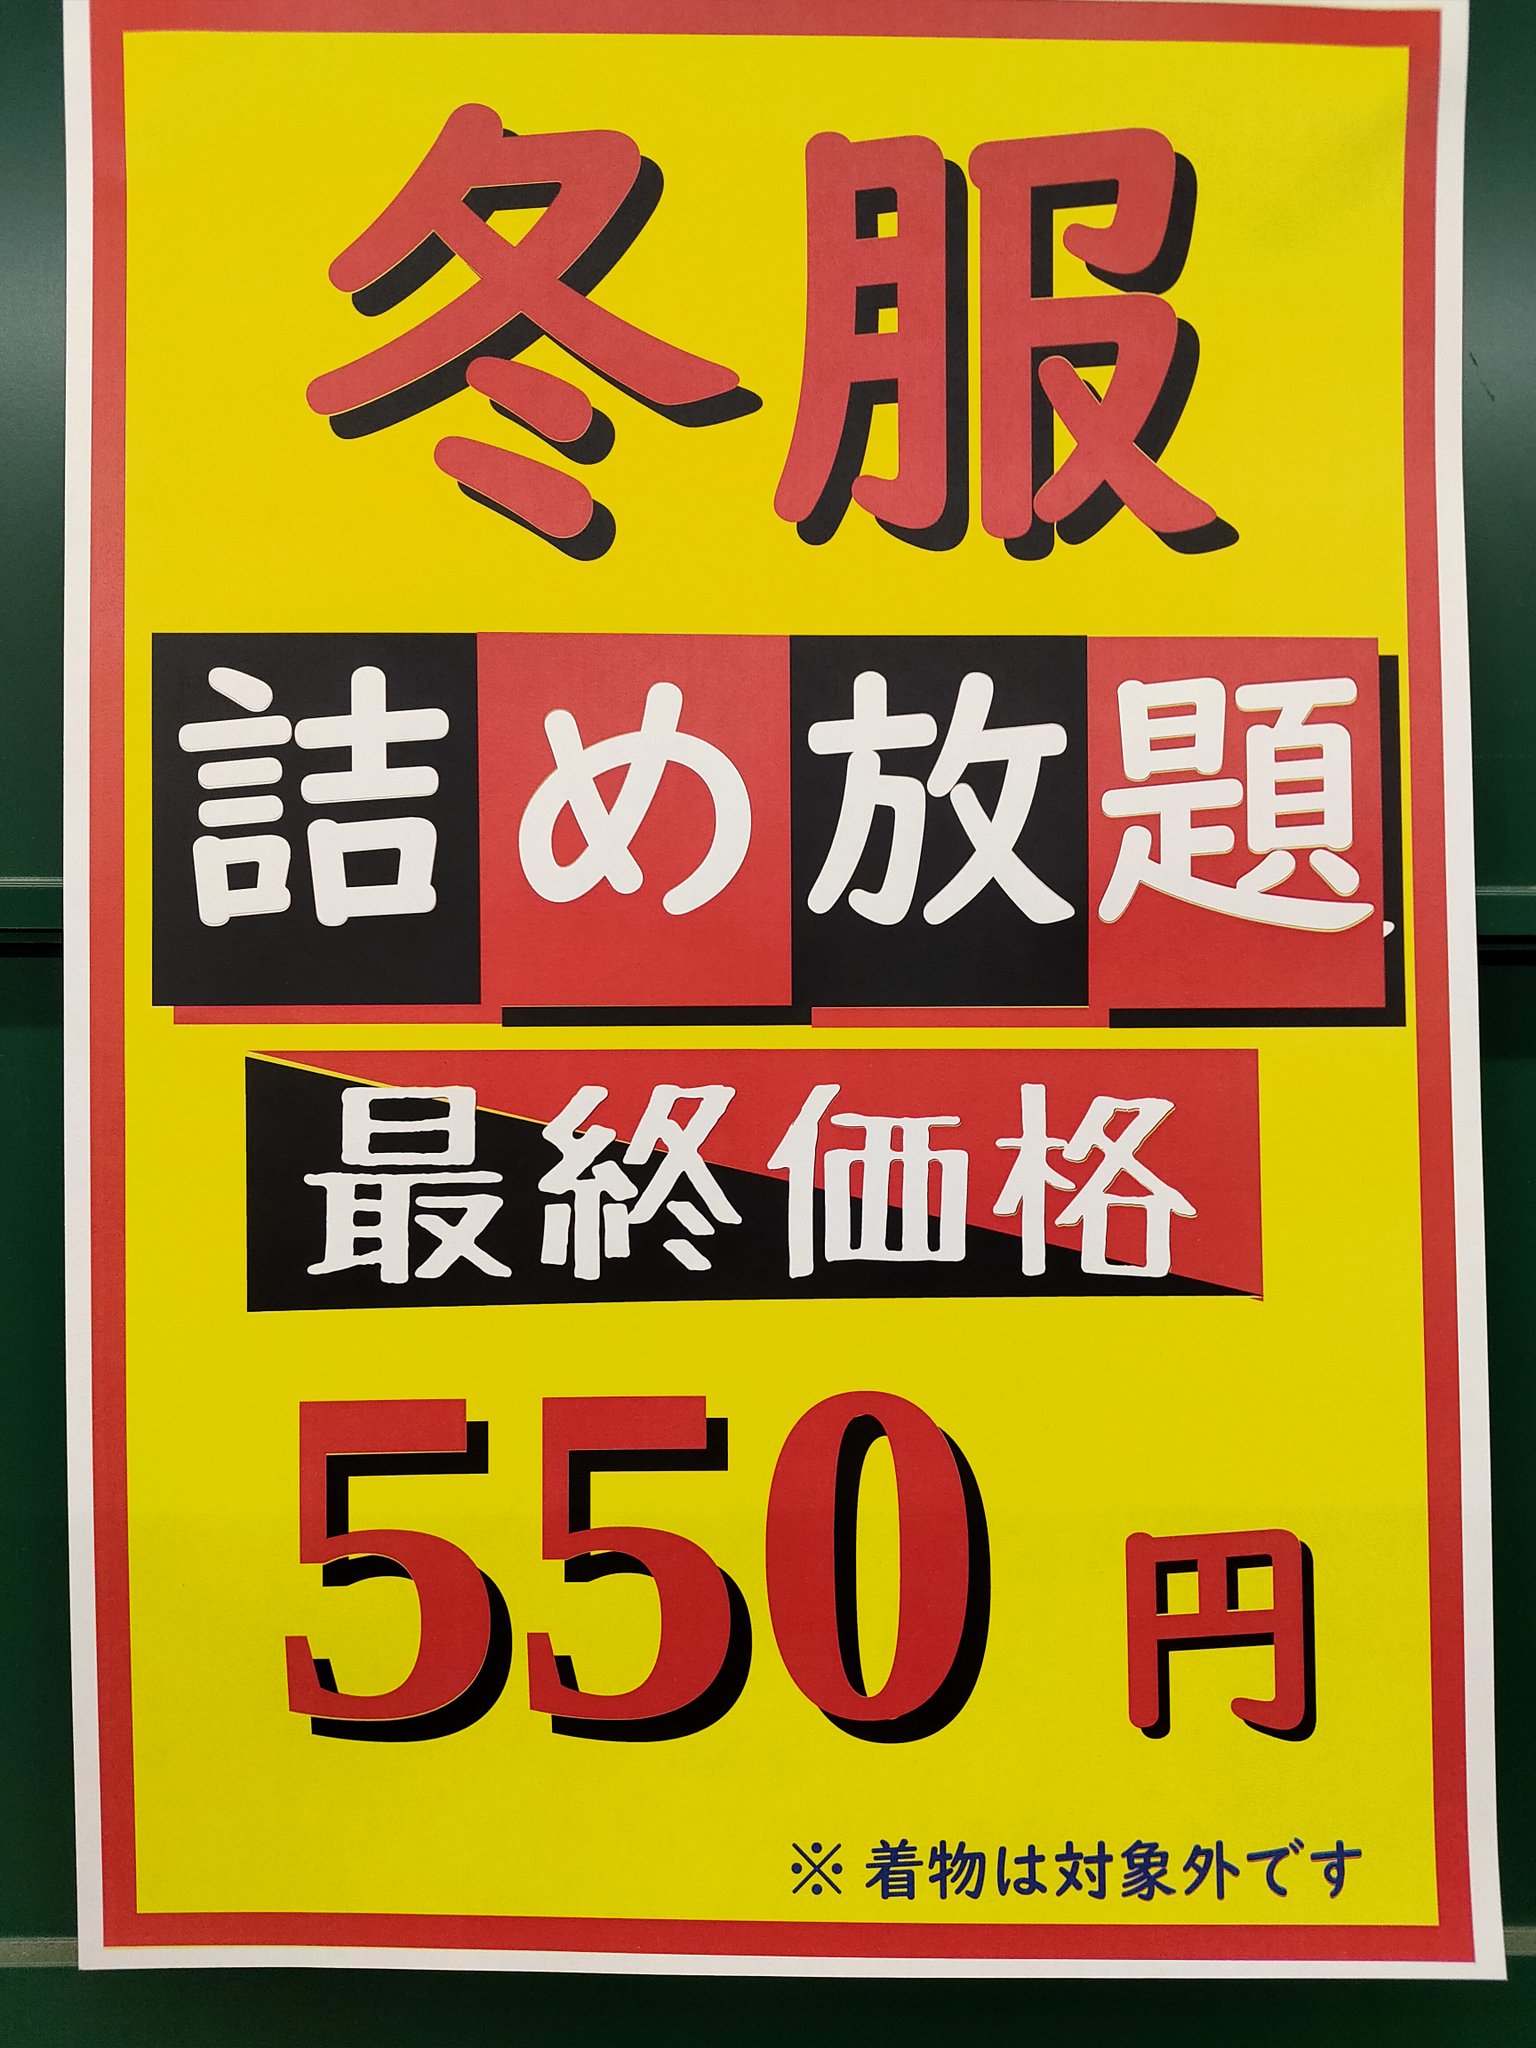 冬服
詰め放題
最終価格
550円
※着物は対象外です